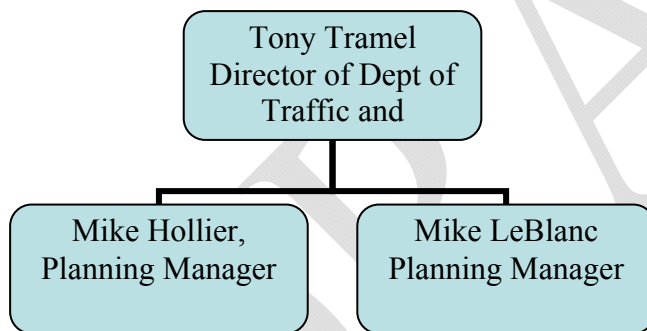 Tony Tramel
Director of Dept of
Traffic and
Mike Hollier,
Planning Manager
Mike LeBlanc
Planning Manager